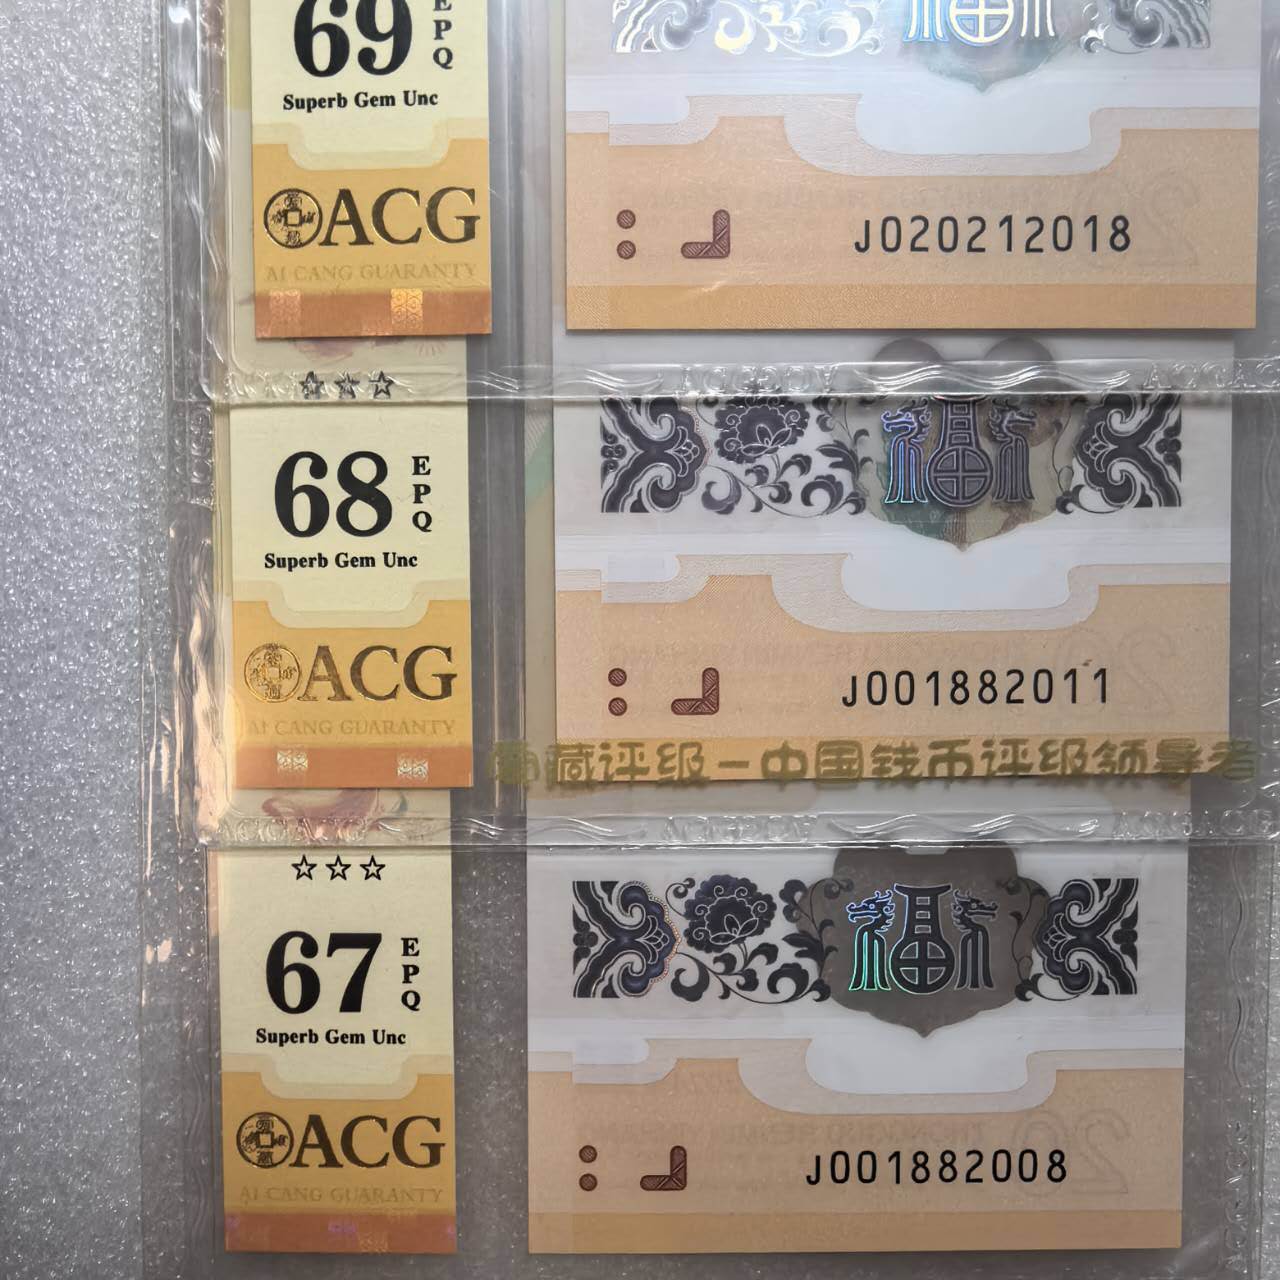 69 EPQ
Superb Gem Unc
ACG
AI CANG GUARANTY
J020212018
☆☆☆
68 EPQ
Superb Gem Unc
ACG
AI CANG GUARANTY
J001882011
藏评级-中国钱币评级领导者
☆☆☆
67 EPQ
Superb Gem Unc
福
ACG
AI CANG GUARANTY
J001882008